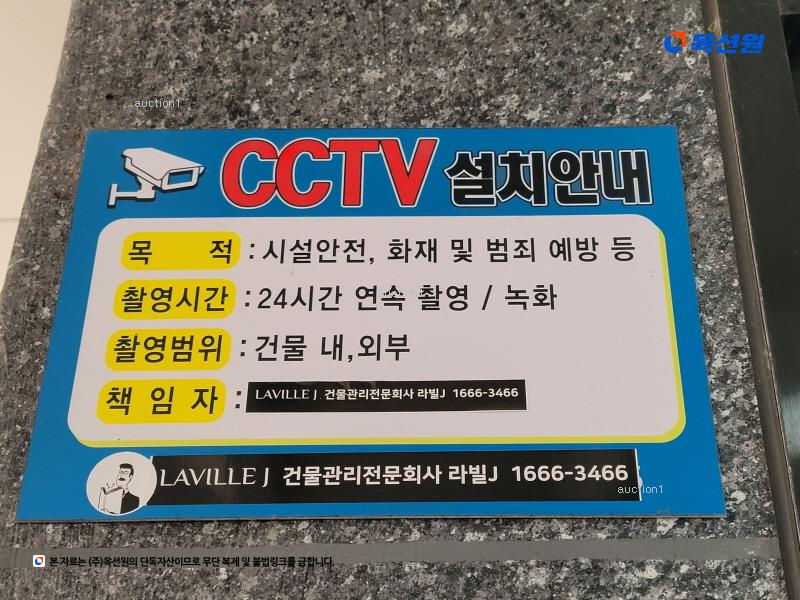 옥션원
auction1
CCTV 설치안내
목 적 : 시설안전, 화재 및 범죄 예방 등
촬영시간 : 24시간 연속 촬영 / 녹화
촬영범위 : 건물 내,외부
책 임 자 : LAVILLE J 건물관리전문회사 라빌J 1666-3466
LAVILLE J 건물관리전문회사 라빌J 1666-3466
auction1
본 자료는 (주)옥션원의 단독자산이므로 무단 복제 및 불법링크를 금합니다.